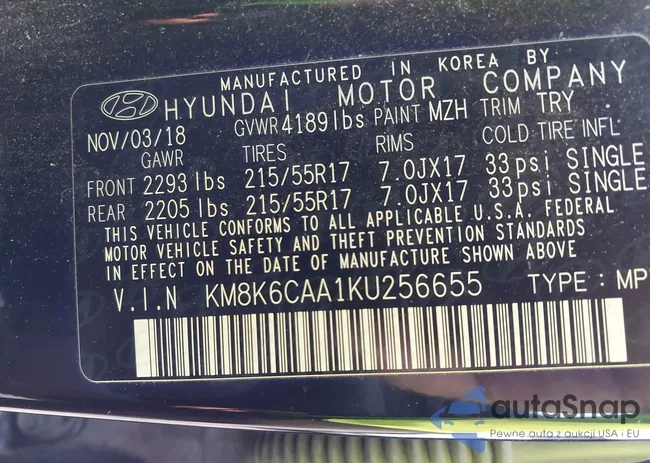 MANUFACTURED IN KOREA BY
HYUNDAI MOTOR COMPANY
NOV/03/18 GVWR 4189lbs PAINT MZH TRIM TRY
GAWR TIRES RIMS COLD TIRE INFL
FRONT 2293 lbs 215/55R17 7.0JX17 33psi SINGLE
REAR 2205 lbs 215/55R17 7.0JX17 33psi SINGLE
THIS VEHICLE CONFORMS TO ALL APPLICABLE U.S.A. FEDERAL
MOTOR VEHICLE SAFETY AND THEFT PREVENTION STANDARDS
IN EFFECT ON THE DATE OF MANUFACTURE SHOWN ABOVE
V.I.N KM8K6CAA1KU256655 TYPE : MP
autaSnap
Pewne auta z aukcji USA i EU